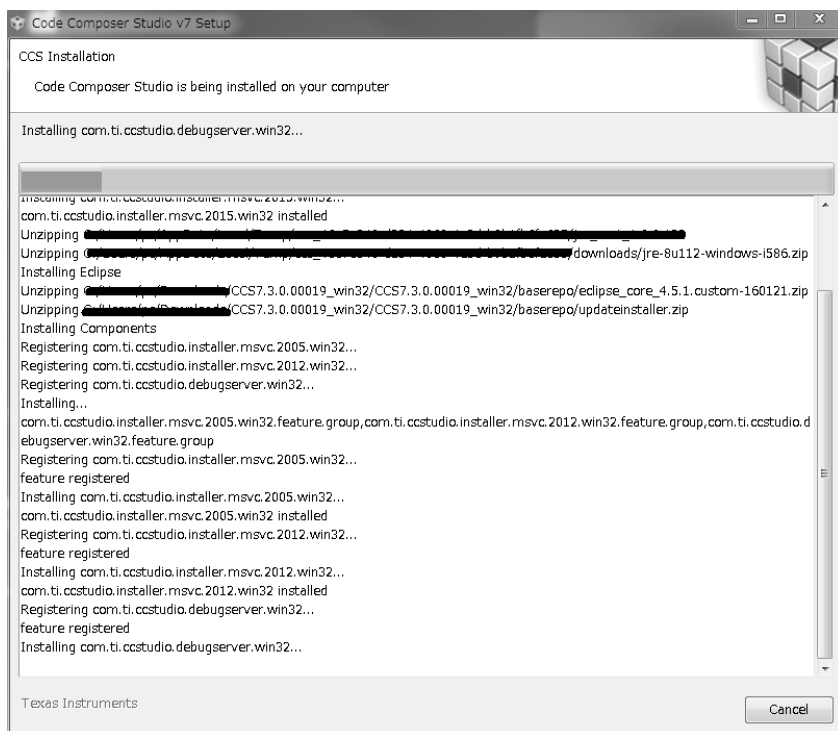 Code Composer Studio v7 Setup
CCS Installation
Code Composer Studio is being installed on your computer
Installing com.ti.ccstudio.debugserver.win32...
Installing com.ti.ccstudio.installer.msvc.2015.win32...
com.ti.ccstudio.installer.msvc.2015.win32 installed
Unzipping
Unzipping /downloads/jre-8u112-windows-i586.zip
Installing Eclipse
Unzipping /CCS7.3.0.00019_win32/CCS7.3.0.00019_win32/baserepo/eclipse_core_4.5.1.custom-160121.zip
Unzipping /CCS7.3.0.00019_win32/CCS7.3.0.00019_win32/baserepo/updateinstaller.zip
Installing Components
Registering com.ti.ccstudio.installer.msvc.2005.win32...
Registering com.ti.ccstudio.installer.msvc.2012.win32...
Registering com.ti.ccstudio.debugserver.win32...
Installing...
com.ti.ccstudio.installer.msvc.2005.win32.feature.group,com.ti.ccstudio.installer.msvc.2012.win32.feature.group,com.ti.ccstudio.d
ebugserver.win32.feature.group
Registering com.ti.ccstudio.installer.msvc.2005.win32...
feature registered
Installing com.ti.ccstudio.installer.msvc.2005.win32...
com.ti.ccstudio.installer.msvc.2005.win32 installed
Registering com.ti.ccstudio.installer.msvc.2012.win32...
feature registered
Installing com.ti.ccstudio.installer.msvc.2012.win32...
com.ti.ccstudio.installer.msvc.2012.win32 installed
Registering com.ti.ccstudio.debugserver.win32...
feature registered
Installing com.ti.ccstudio.debugserver.win32...
Texas Instruments
Cancel